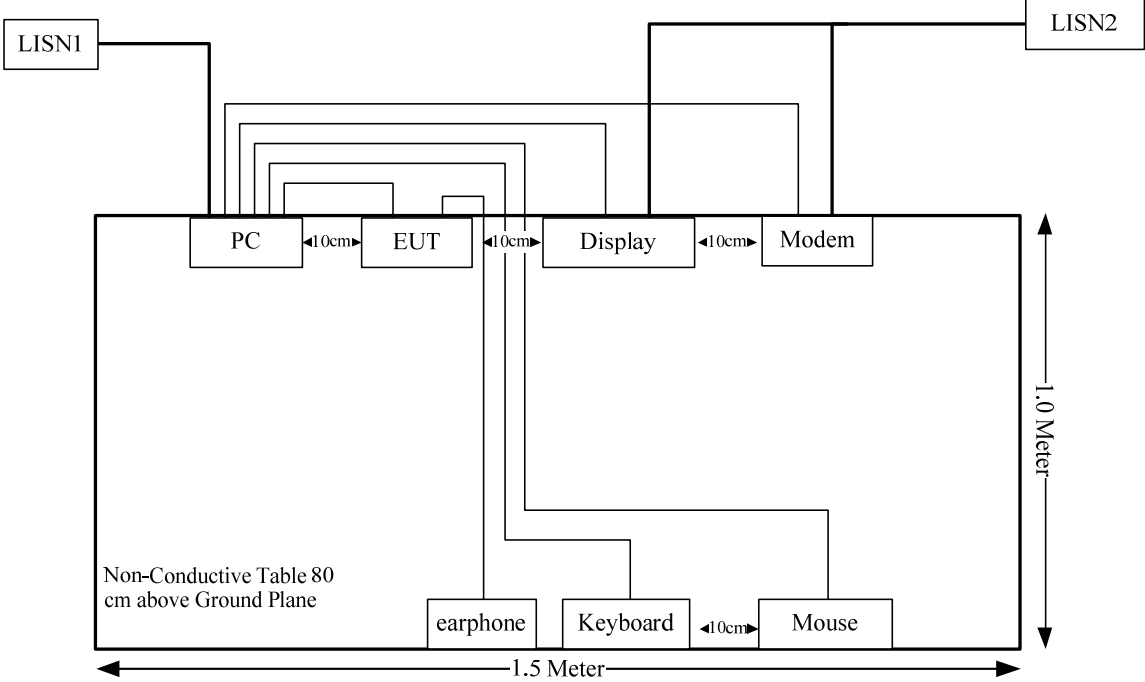 LISN1
LISN2
PC
10cm
EUT
10cm
Display
10cm
Modem
1.0 Meter
Non-Conductive Table 80
cm above Ground Plane
earphone
Keyboard
10cm
Mouse
1.5 Meter